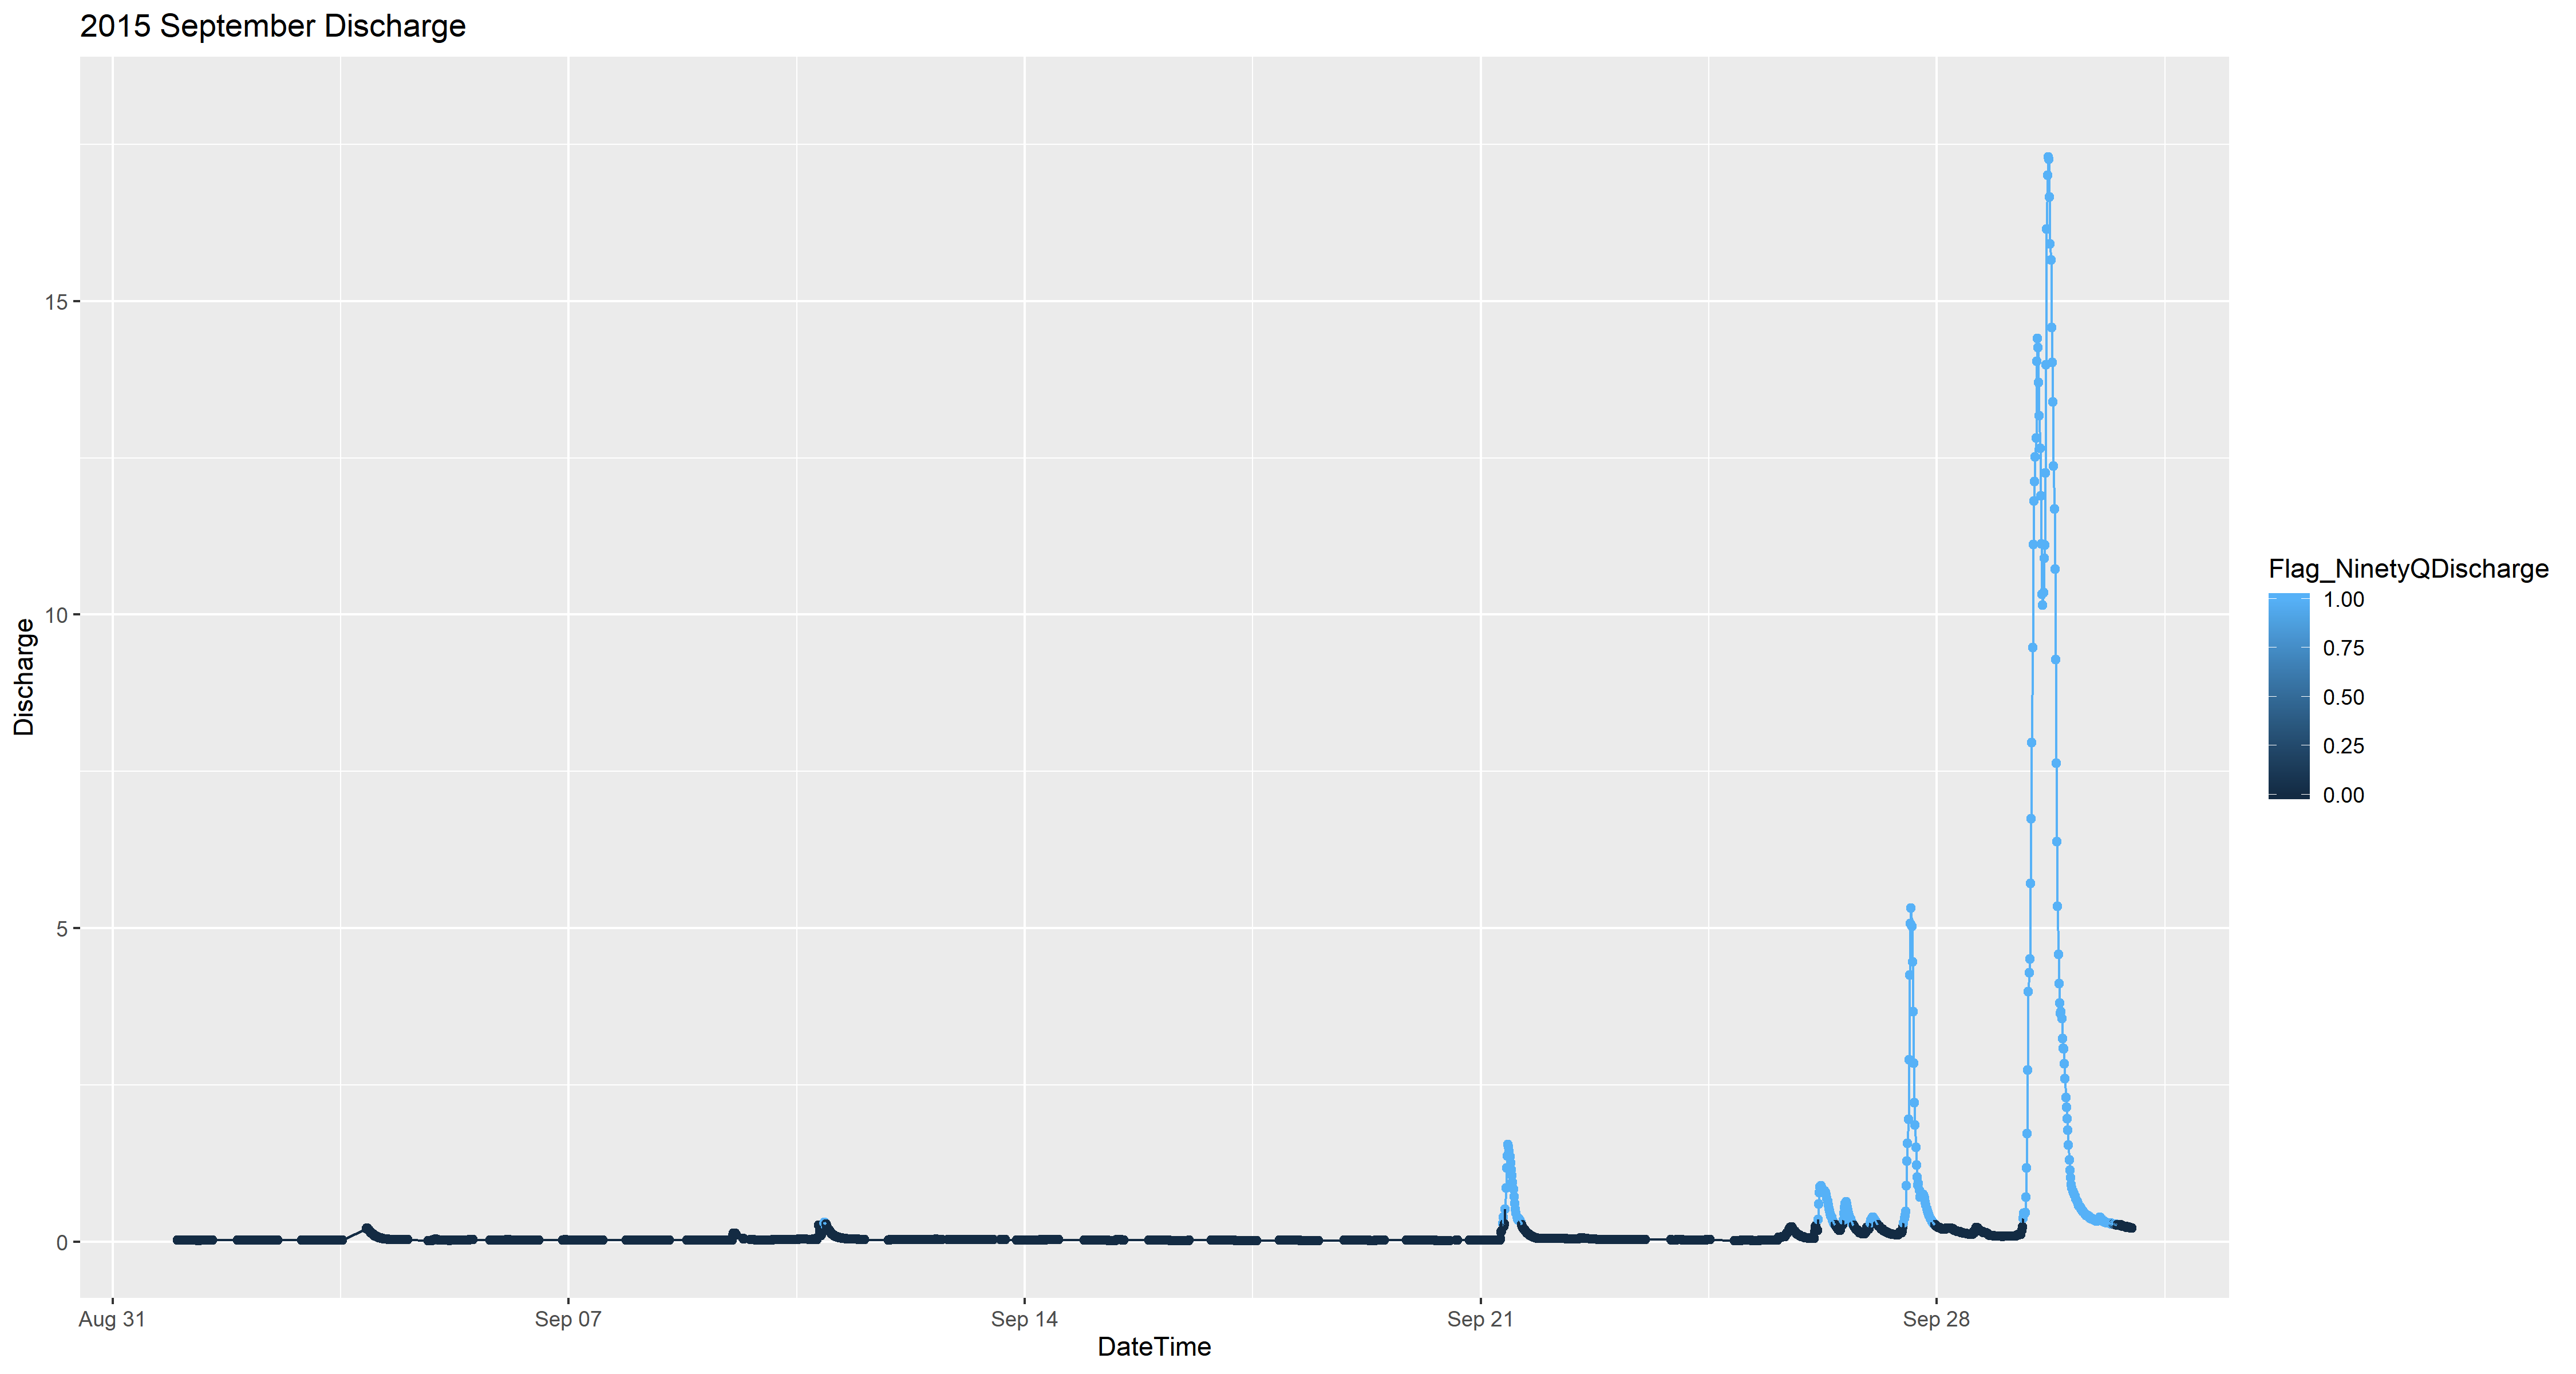 2015 September Discharge
15
10
5
0
Discharge
Aug 31
Sep 07
Sep 14
Sep 21
Sep 28
DateTime
Flag_NinetyQDischarge
1.00
0.75
0.50
0.25
0.00